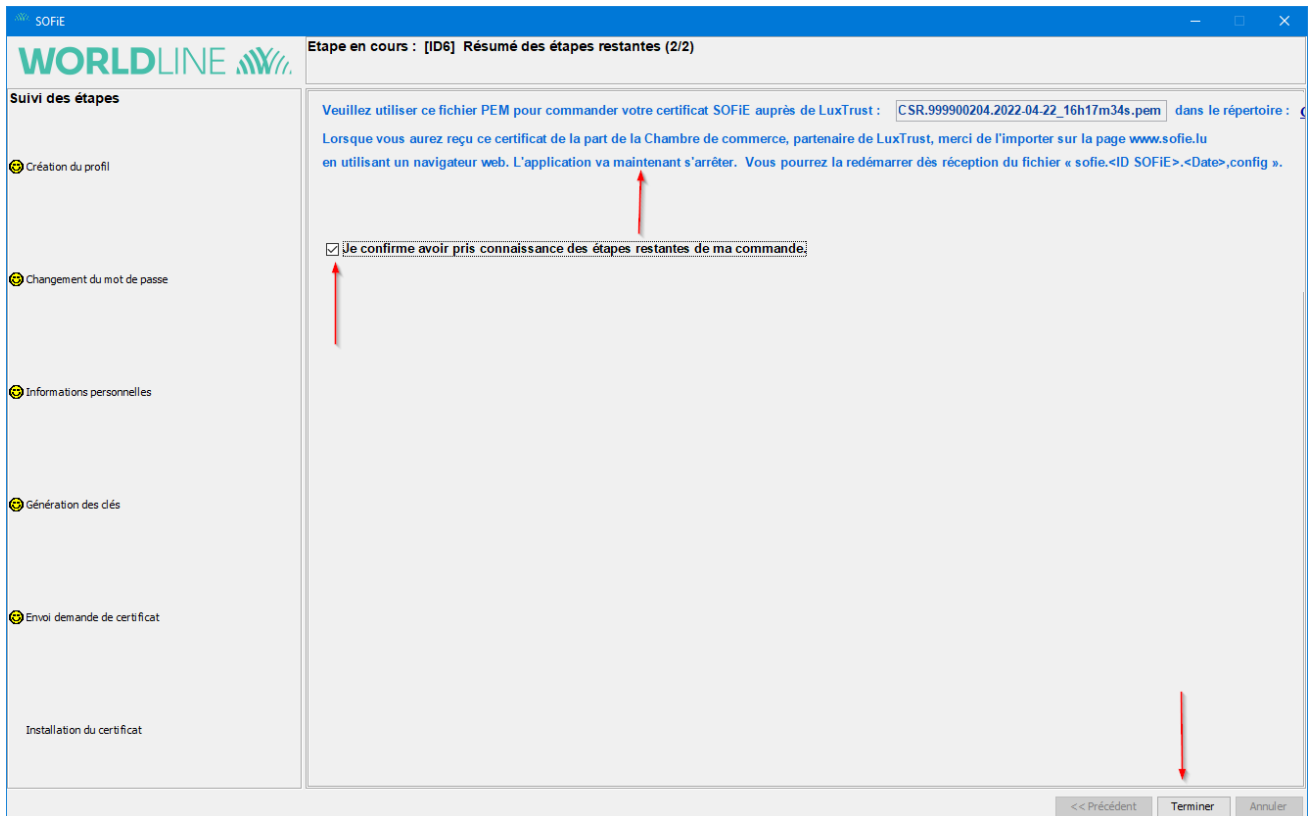 SOFiE
WORLDLINE
Etape en cours : [ID6] Résumé des étapes restantes (2/2)
Suivi des étapes
Création du profil
Changement du mot de passe
Informations personnelles
Génération des clés
Envoi demande de certificat
Installation du certificat
Veuillez utiliser ce fichier PEM pour commander votre certificat SOFiE auprès de LuxTrust : CSR.999900204.2022-04-22_16h17m34s.pem dans le répertoire :
Lorsque vous aurez reçu ce certificat de la part de la Chambre de commerce, partenaire de LuxTrust, merci de l'importer sur la page www.sofie.lu
en utilisant un navigateur web. L'application va maintenant s'arrêter. Vous pourrez la redémarrer dès réception du fichier « sofie.<ID SOFiE>.<Date>,config ».
Je confirme avoir pris connaissance des étapes restantes de ma commande.
<< Précédent Terminer Annuler